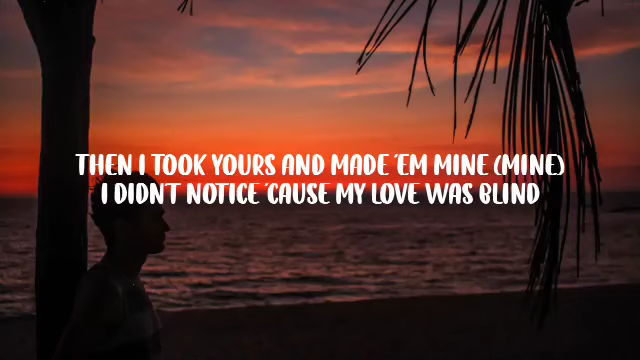 THEN I TOOK YOURS AND MADE 'EM MINE (MINE)
I DIDN'T NOTICE 'CAUSE MY LOVE WAS BLIND